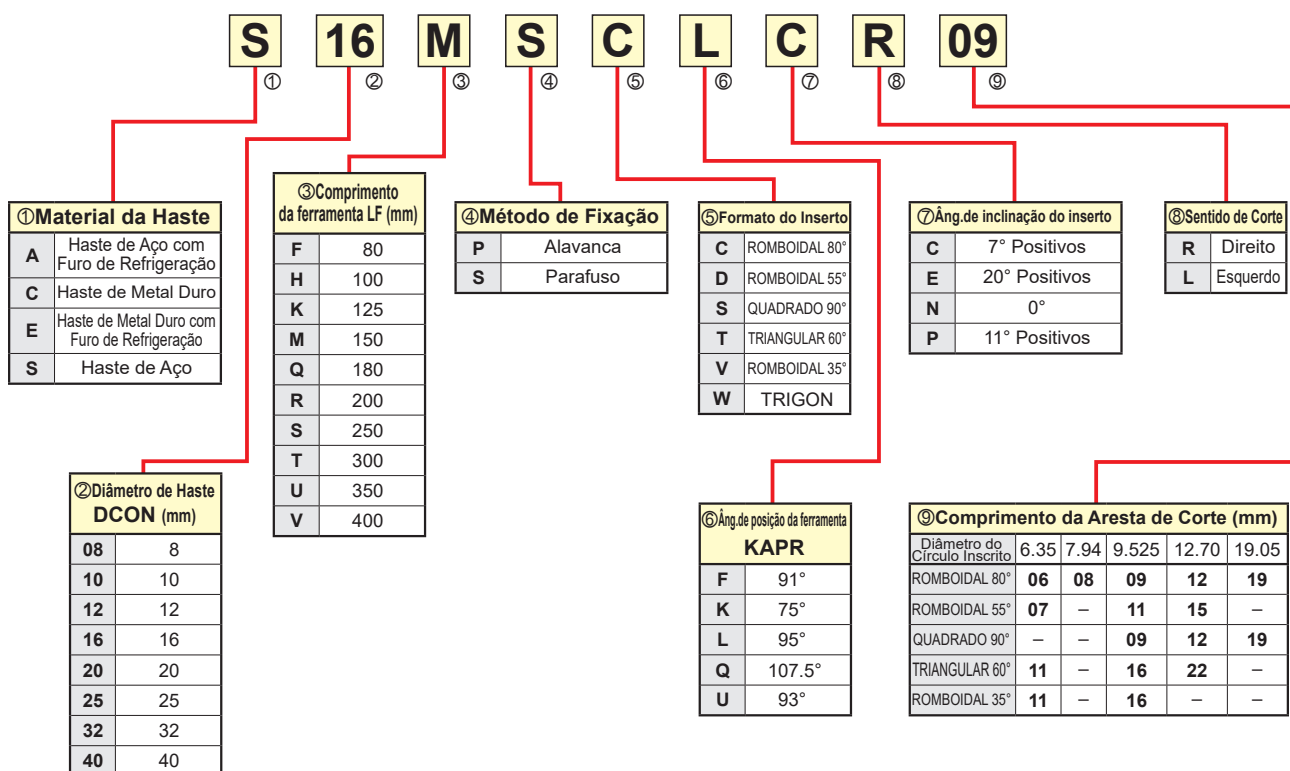 S 16 M S C L C R 09
① ② ③ ④ ⑤ ⑥ ⑦ ⑧ ⑨
①Material da Haste
A Haste de Aço com
Furo de Refrigeração
C Haste de Metal Duro
E Haste de Metal Duro com
Furo de Refrigeração
S Haste de Aço
②Diâmetro de Haste
DCON (mm)
08 8
10 10
12 12
16 16
20 20
25 25
32 32
40 40
③Comprimento
da ferramenta LF (mm)
F 80
H 100
K 125
M 150
Q 180
R 200
S 250
T 300
U 350
V 400
④Método de Fixação
P Alavanca
S Parafuso
⑤Formato do Inserto
C ROMBOIDAL 80°
D ROMBOIDAL 55°
S QUADRADO 90°
T TRIANGULAR 60°
V ROMBOIDAL 35°
W TRIGON
⑥Âng.de posição da ferramenta
KAPR
F 91°
K 75°
L 95°
Q 107.5°
U 93°
⑦Âng.de inclinação do inserto
C 7° Positivos
E 20° Positivos
N 0°
P 11° Positivos
⑧Sentido de Corte
R Direito
L Esquerdo
⑨Comprimento da Aresta de Corte (mm)
Diâmetro do
Círculo Inscrito 6.35 7.94 9.525 12.70 19.05
ROMBOIDAL 80° 06 08 09 12 19
ROMBOIDAL 55° 07 – 11 15 –
QUADRADO 90° – – 09 12 19
TRIANGULAR 60° 11 – 16 22 –
ROMBOIDAL 35° 11 – 16 – –